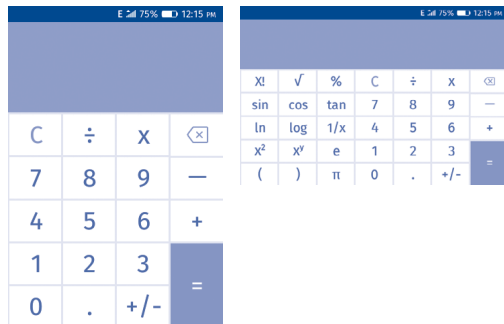 E 75% 12:15 PM
C ÷ x
7 8 9 —
4 5 6 +
1 2 3
0 . +/- =
E 75% 12:15 PM
X! √ % C ÷ x
sin cos tan 7 8 9 —
ln log 1/x 4 5 6 +
X² Xʸ e 1 2 3
( ) π 0 . +/- =